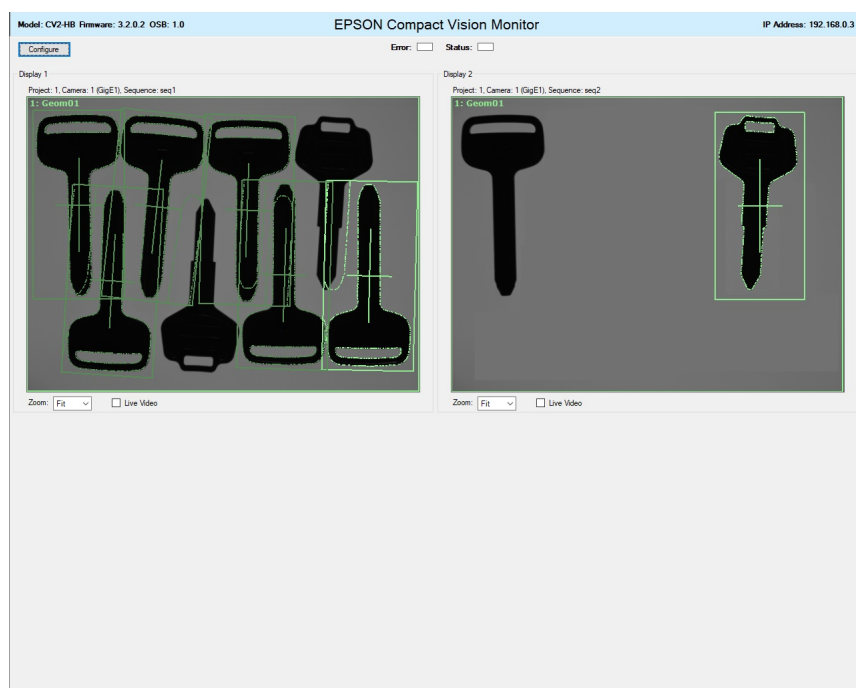 Model: CV2-HB Firmware: 3.2.0.2 OSB: 1.0
EPSON Compact Vision Monitor
IP Address: 192.168.0.3
Configure
Error:
Status:
Display 1
Project: 1, Camera: 1 (GigE1), Sequence: seq1
1: Geom01
Zoom: Fit
Live Video
Display 2
Project: 1, Camera: 1 (GigE1), Sequence: seq2
1: Geom01
Zoom: Fit
Live Video